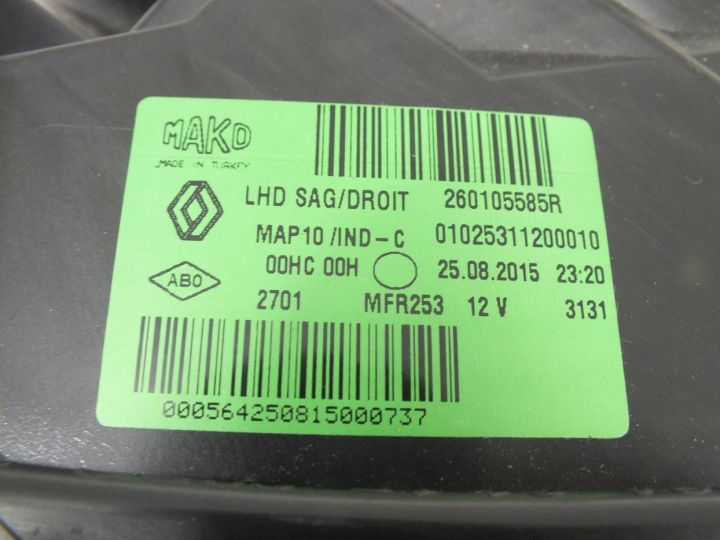 MAKO
MADE IN TURKEY
LHD SAG/DROIT 260105585R
MAP10 /IND-C 01025311200010
ABO 00HC 00H 25.08.2015 23:20
2701 MFR253 12 V 3131
000564250815000737